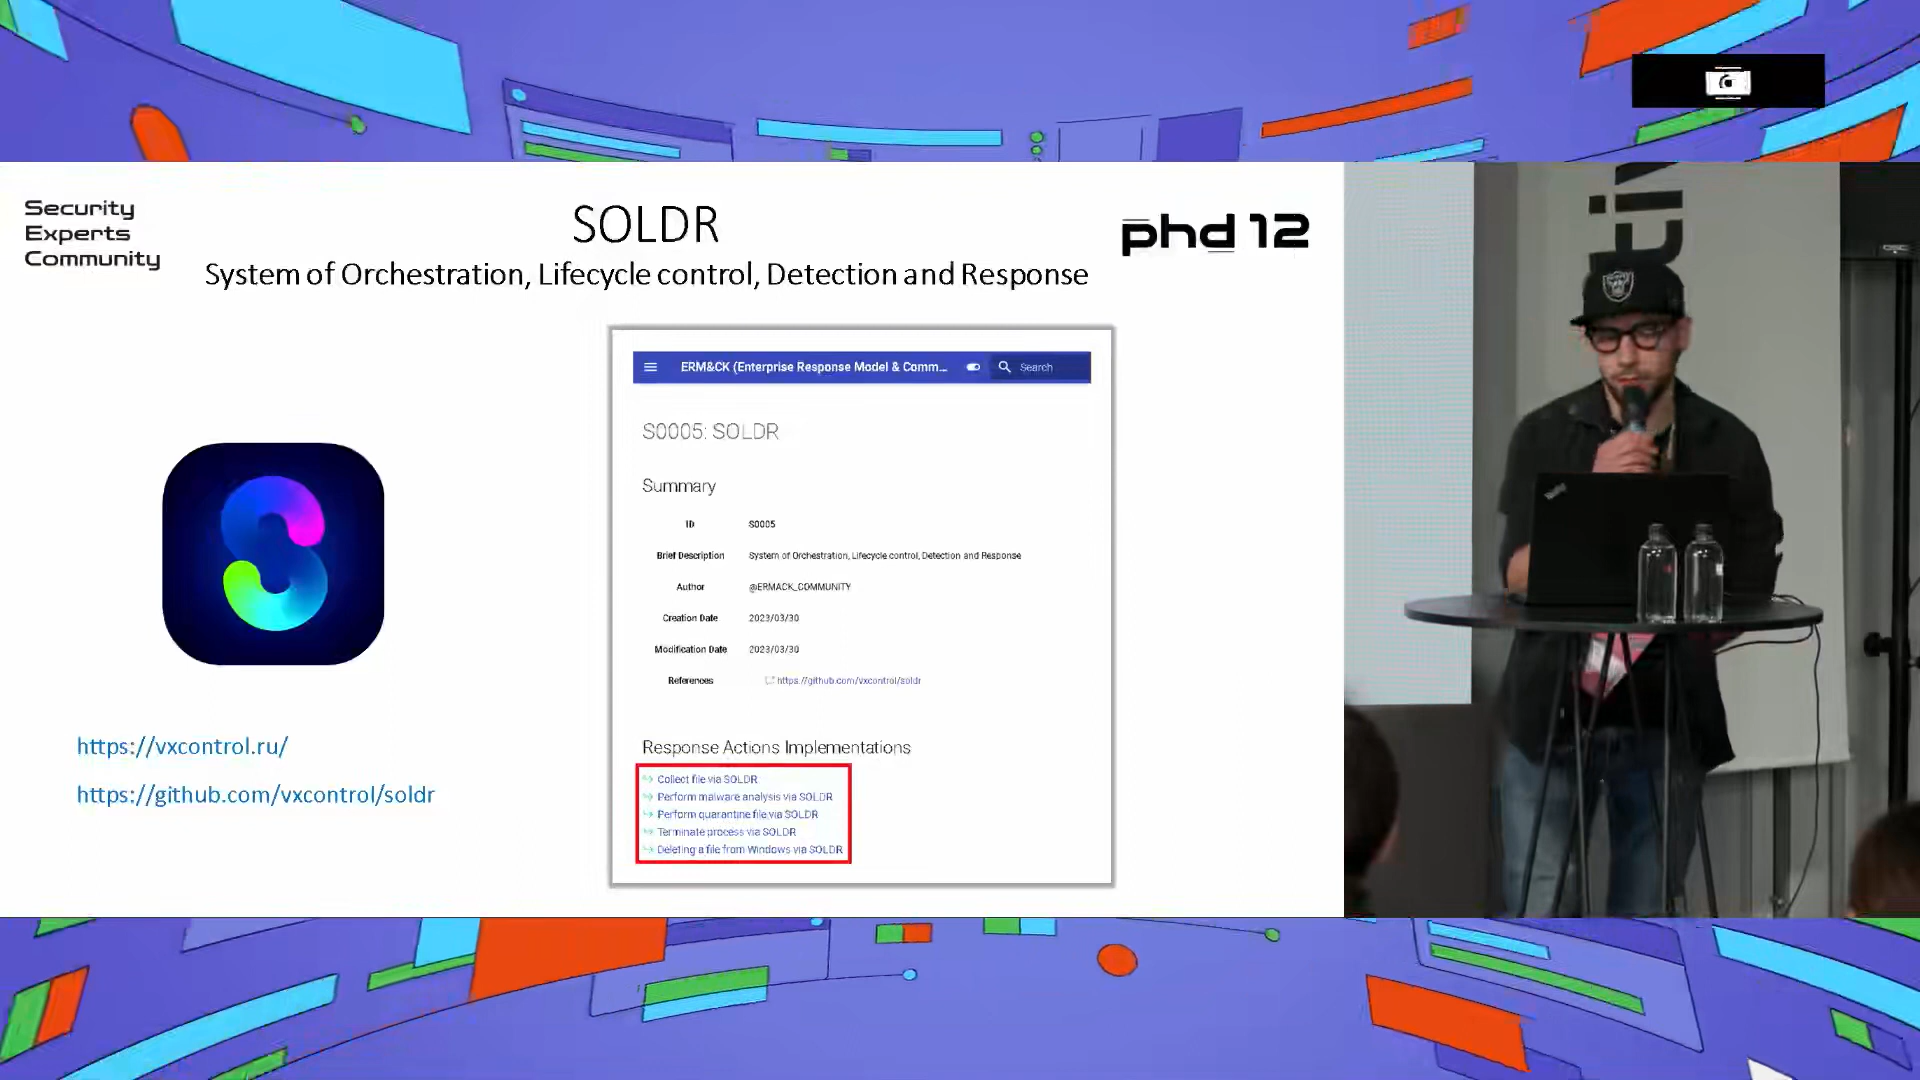 Security
Experts
Community
SOLDR
System of Orchestration, Lifecycle control, Detection and Response
phd 12
ERM&CK (Enterprise Response Model & Comm...
Search
S0005: SOLDR
Summary
ID S0005
Brief Description System of Orchestration, Lifecycle control, Detection and Response
Author @ERMACK_COMMUNITY
Creation Date 2023/03/30
Modification Date 2023/03/30
References https://github.com/vxcontrol/soldr
Response Actions Implementations
Collect file via SOLDR
Perform malware analysis via SOLDR
Perform quarantine file via SOLDR
Terminate process via SOLDR
Deleting a file from Windows via SOLDR
https://vxcontrol.ru/
https://github.com/vxcontrol/soldr